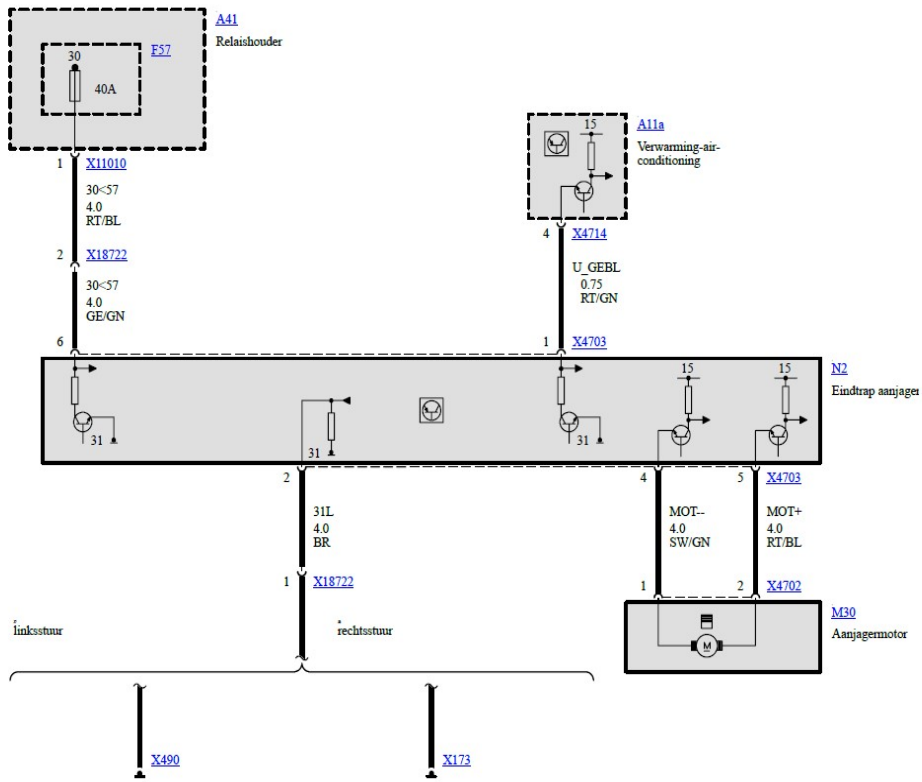 A41
Relaishouder
F57
30
40A
1 X11010
30<57
4.0
RT/BL
2 X18722
30<57
4.0
GE/GN
6
15
A11a
Verwarming-air-
conditioning
4 X4714
U_GEBL
0.75
RT/GN
1 X4703
N2
Eindtrap aanjager
31
31
31
15
15
2
31L
4.0
BR
1 X18722
4
5 X4703
MOT--
4.0
SW/GN
MOT+
4.0
RT/BL
1
2 X4702
M30
Aanjagermotor
M
linksstuur
rechtsstuur
X490
X173